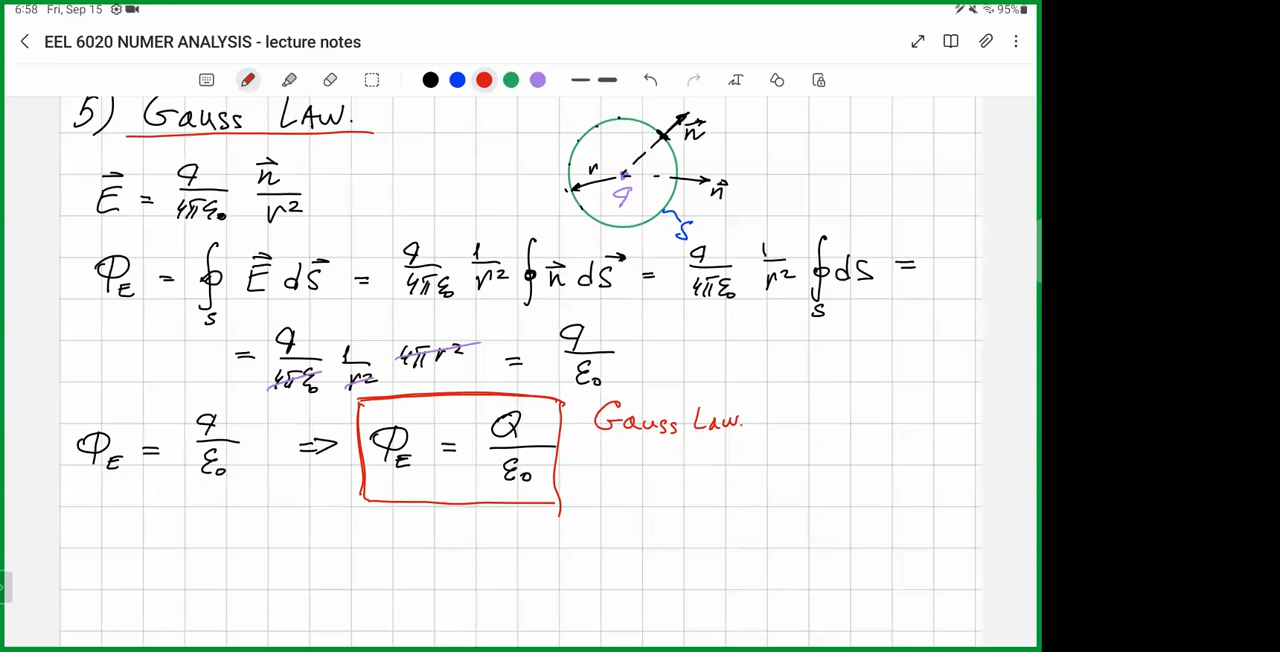 6:58 Fri, Sep 15 95%
EEL 6020 NUMER ANALYSIS - lecture notes
5) Gauss LAW.
E⃗ = q/(4πε₀) n⃗/r²
n⃗
r
q
n⃗
S
Φ_E = ∮_S E⃗ dS⃗ = q/(4πε₀) 1/r² ∮ n⃗ dS⃗ = q/(4πε₀) 1/r² ∮_S dS =
= q/(4πε₀) 1/r² 4πr² = q/ε₀
Φ_E = q/ε₀ => Φ_E = Q/ε₀ Gauss Law.